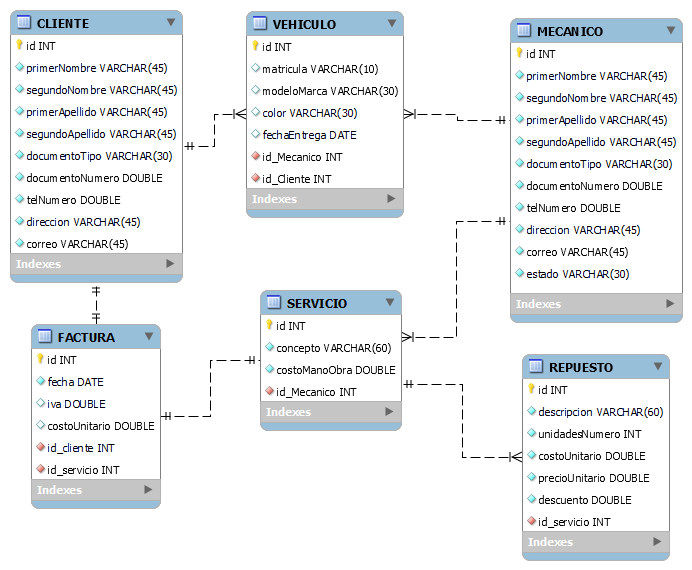 CLIENTE
id INT
primerNombre VARCHAR(45)
segundoNombre VARCHAR(45)
primerApellido VARCHAR(45)
segundoApellido VARCHAR(45)
documentoTipo VARCHAR(30)
documentoNumero DOUBLE
telNumero DOUBLE
direccion VARCHAR(45)
correo VARCHAR(45)
Indexes
VEHICULO
id INT
matricula VARCHAR(10)
modeloMarca VARCHAR(30)
color VARCHAR(30)
fechaEntrega DATE
id_Mecanico INT
id_Cliente INT
Indexes
MECANICO
id INT
primerNombre VARCHAR(45)
segundoNombre VARCHAR(45)
primerApellido VARCHAR(45)
segundoApellido VARCHAR(45)
documentoTipo VARCHAR(30)
documentoNumero DOUBLE
telNumero DOUBLE
direccion VARCHAR(45)
correo VARCHAR(45)
estado VARCHAR(30)
Indexes
FACTURA
id INT
fecha DATE
iva DOUBLE
costoUnitario DOUBLE
id_cliente INT
id_servicio INT
Indexes
SERVICIO
id INT
concepto VARCHAR(60)
costoManoObra DOUBLE
id_Mecanico INT
Indexes
REPUESTO
id INT
descripcion VARCHAR(60)
unidadesNumero INT
costoUnitario DOUBLE
precioUnitario DOUBLE
descuento DOUBLE
id_servicio INT
Indexes